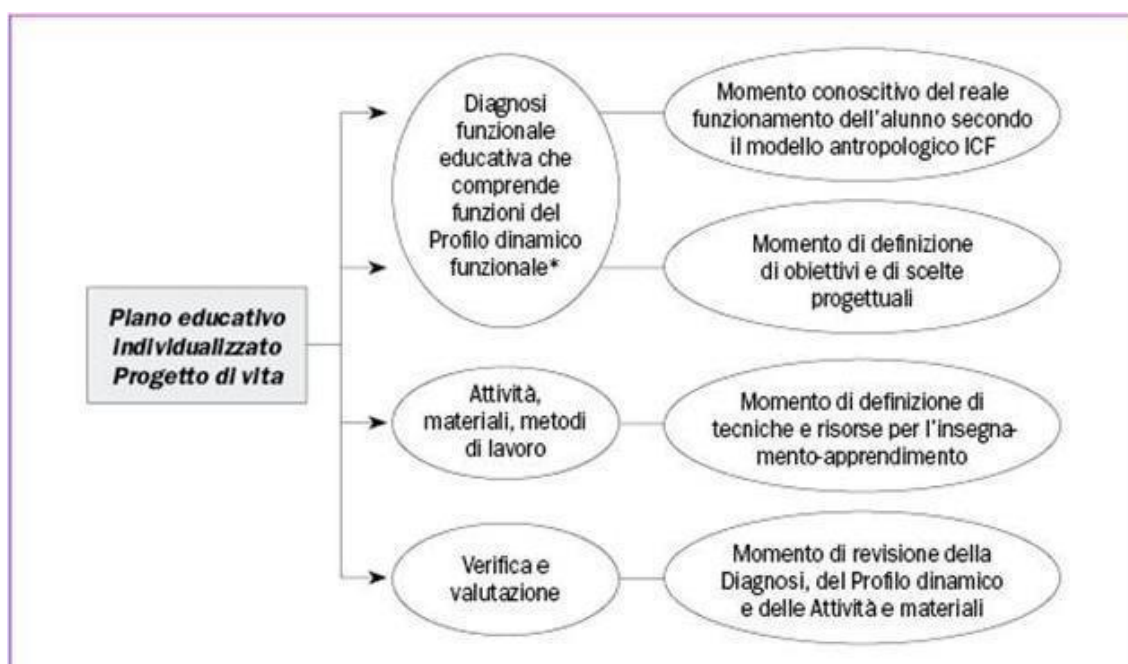 Plano educativo
Individualizzato
Progetto di vita
Diagnosi
funzionale
educativa che
comprende
funzioni del
Profilo dinamico
funzionale*
Momento conoscitivo del reale
funzionamento dell'alunno secondo
il modello antropologico ICF
Momento di definizione
di obiettivi e di scelte
progettuali
Attività,
materiali, metodi
di lavoro
Momento di definizione di
tecniche e risorse per l'insegna-
mento-apprendimento
Verifica e
valutazione
Momento di revisione della
Diagnosi, del Profilo dinamico
e delle Attività e materiali